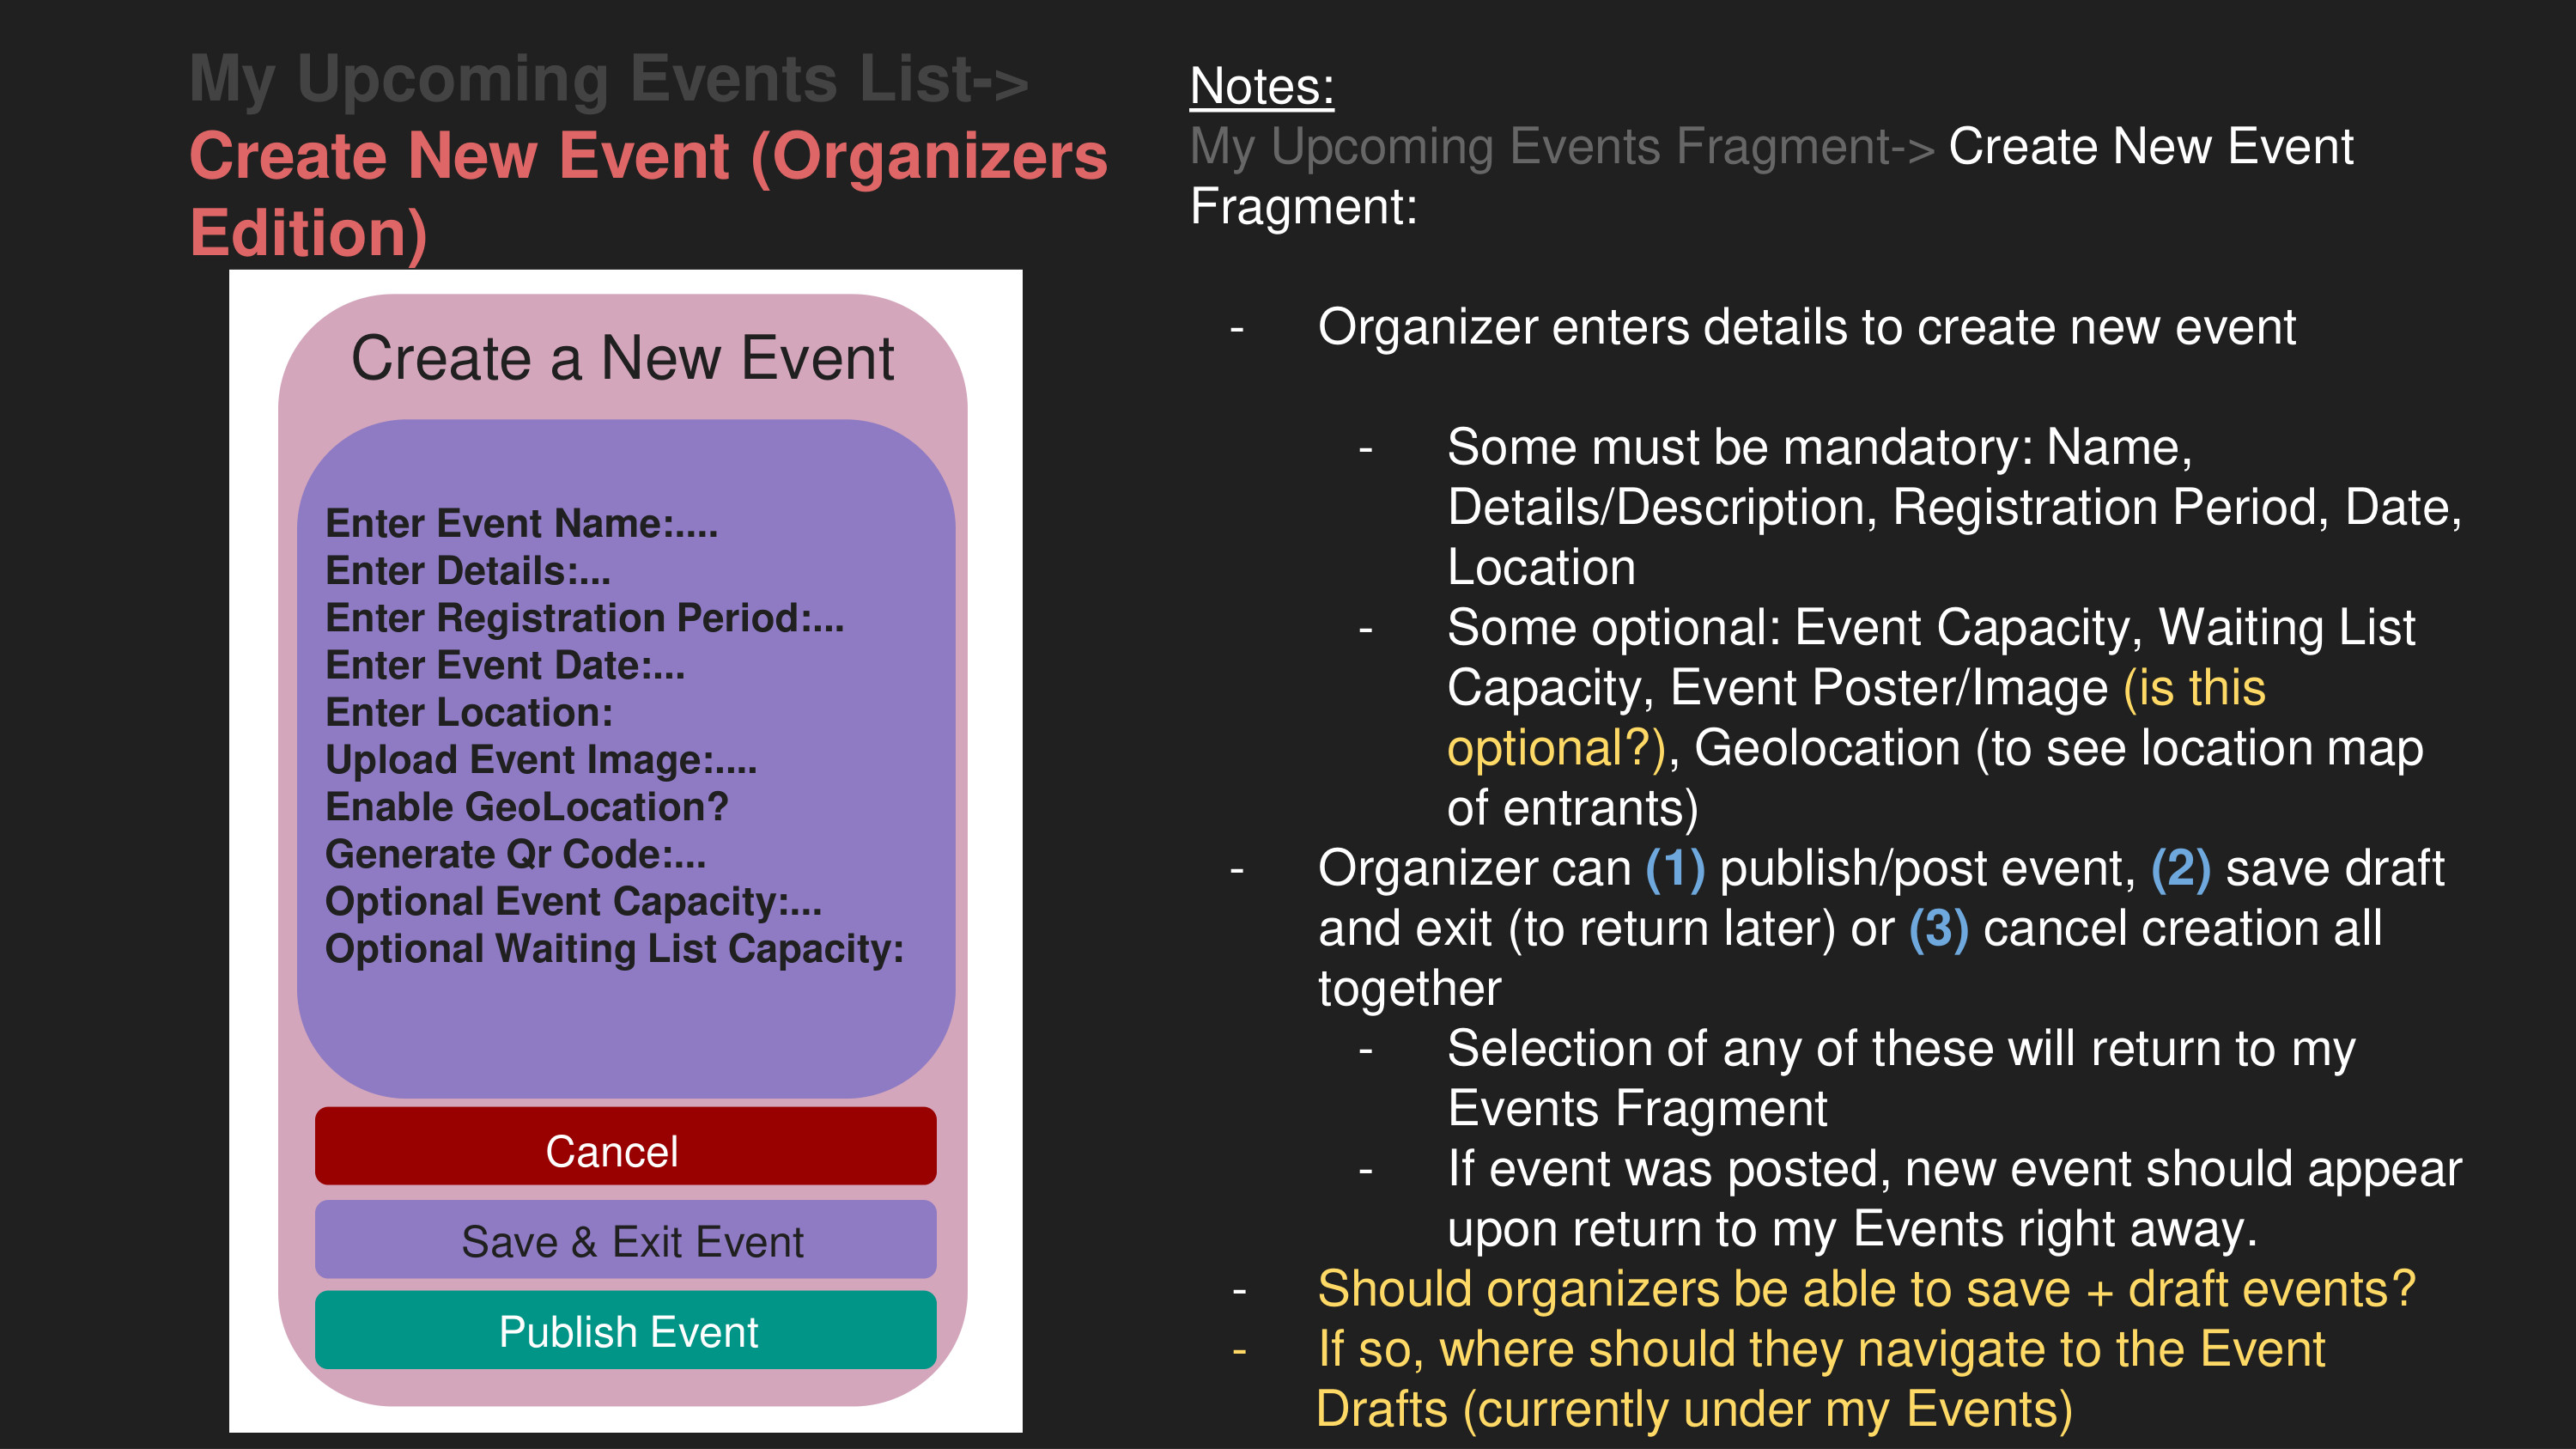 My Upcoming Events List->
Create New Event (Organizers
Edition)
Create a New Event
Enter Event Name:....
Enter Details:...
Enter Registration Period:...
Enter Event Date:...
Enter Location:
Upload Event Image:....
Enable GeoLocation?
Generate Qr Code:...
Optional Event Capacity:...
Optional Waiting List Capacity:
Cancel
Save & Exit Event
Publish Event
Notes:
My Upcoming Events Fragment-> Create New Event
Fragment:
- Organizer enters details to create new event
- Some must be mandatory: Name,
Details/Description, Registration Period, Date,
Location
- Some optional: Event Capacity, Waiting List
Capacity, Event Poster/Image (is this
optional?), Geolocation (to see location map
of entrants)
- Organizer can (1) publish/post event, (2) save draft
and exit (to return later) or (3) cancel creation all
together
- Selection of any of these will return to my
Events Fragment
- If event was posted, new event should appear
upon return to my Events right away.
- Should organizers be able to save + draft events?
- If so, where should they navigate to the Event
Drafts (currently under my Events)